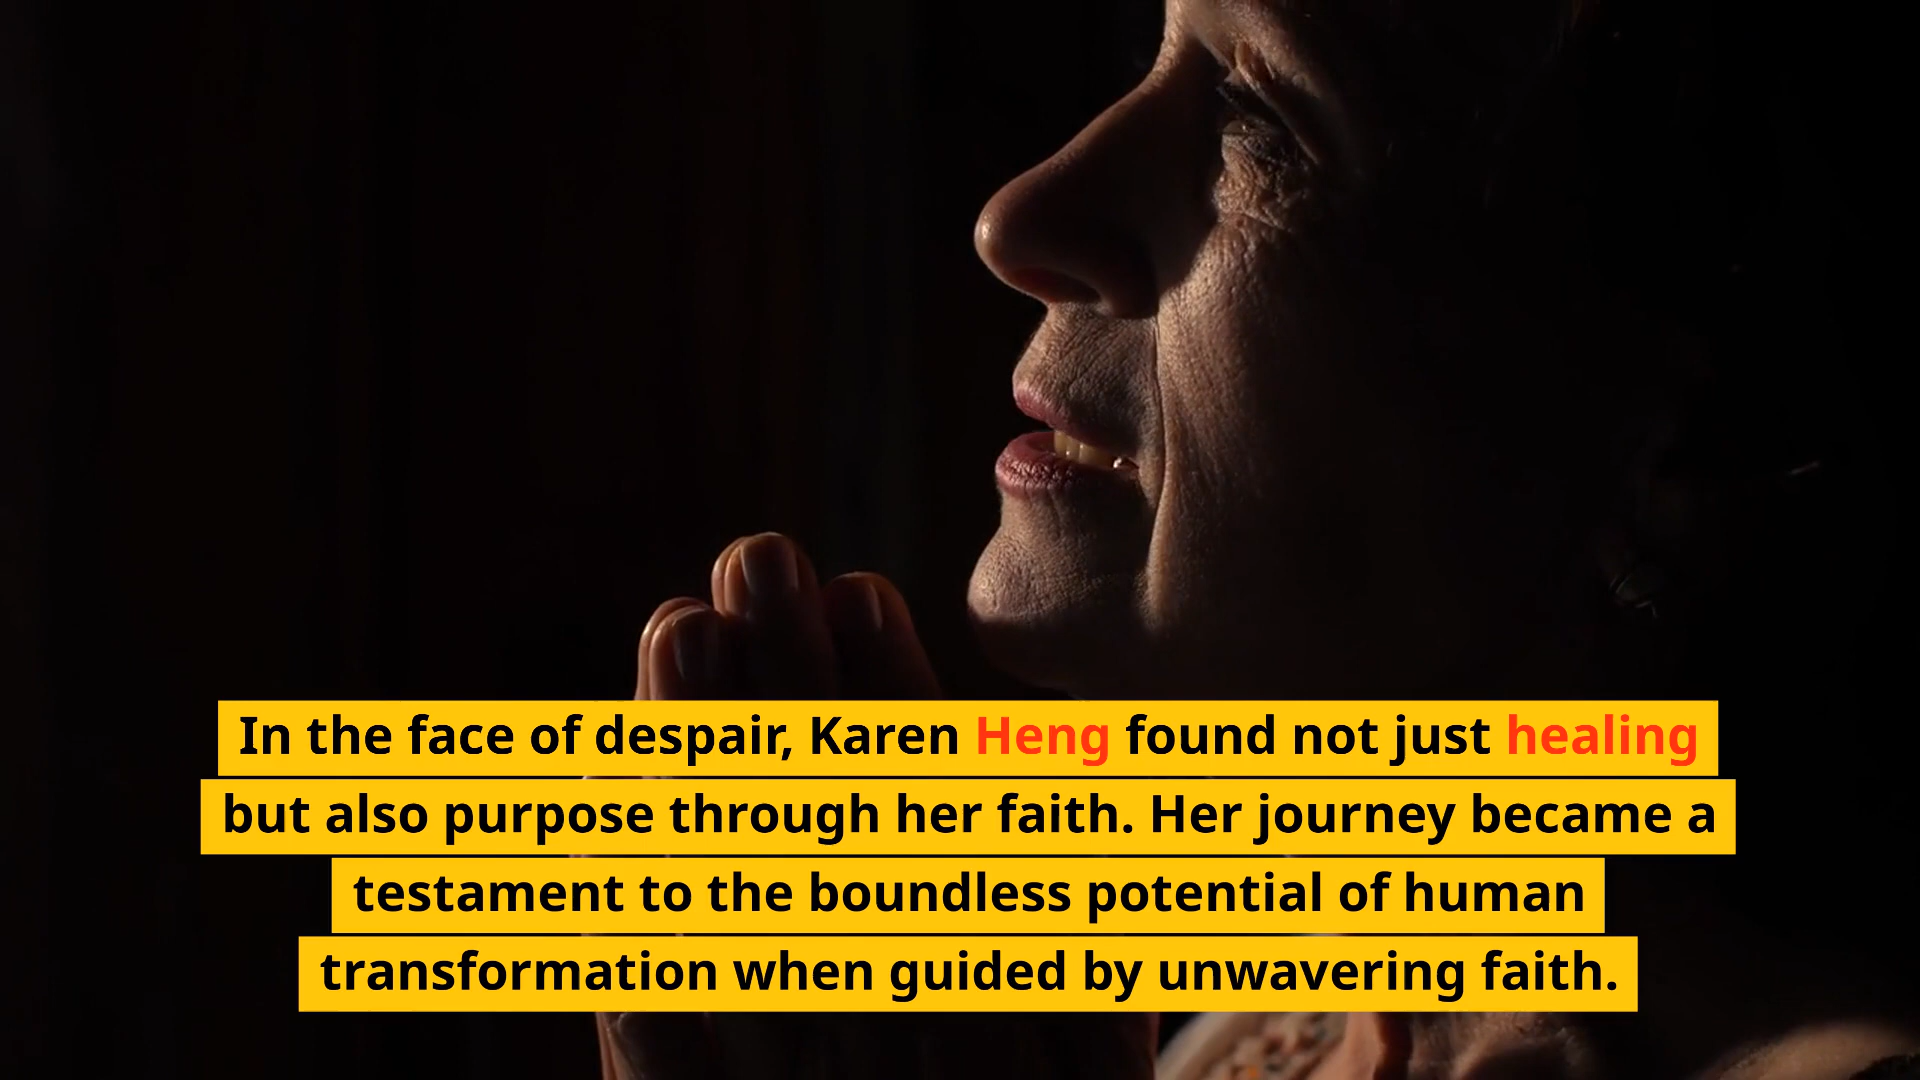 In the face of despair, Karen Heng found not just healing
but also purpose through her faith. Her journey became a
testament to the boundless potential of human
transformation when guided by unwavering faith.